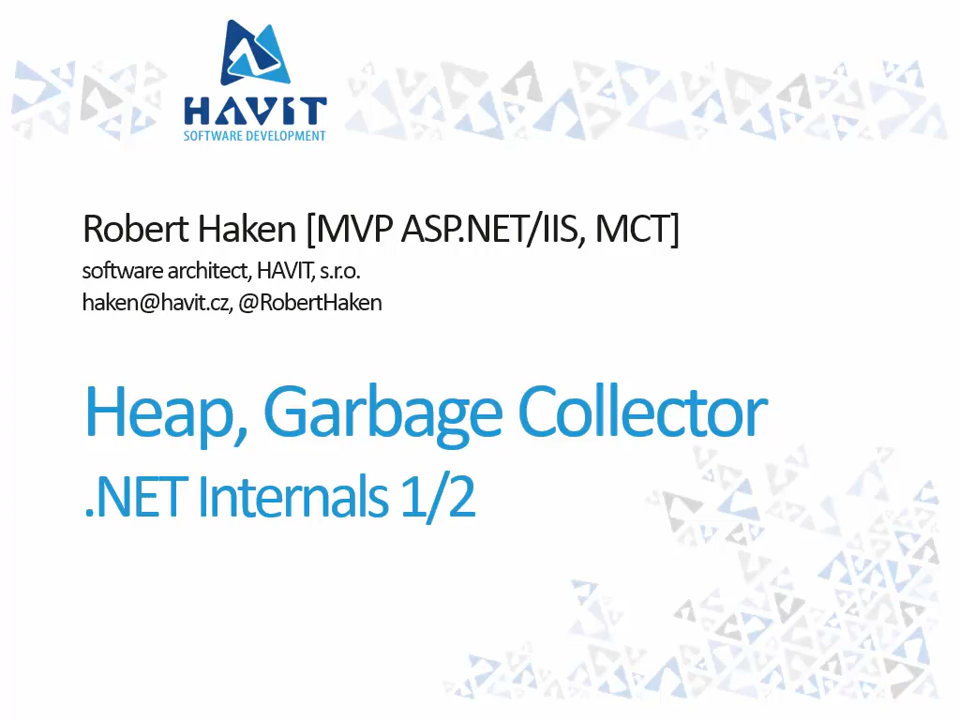 HAVIT
SOFTWARE DEVELOPMENT
Robert Haken [MVP ASP.NET/IIS, MCT]
software architect, HAVIT, s.r.o.
haken@havit.cz, @RobertHaken
Heap, Garbage Collector
.NET Internals 1/2